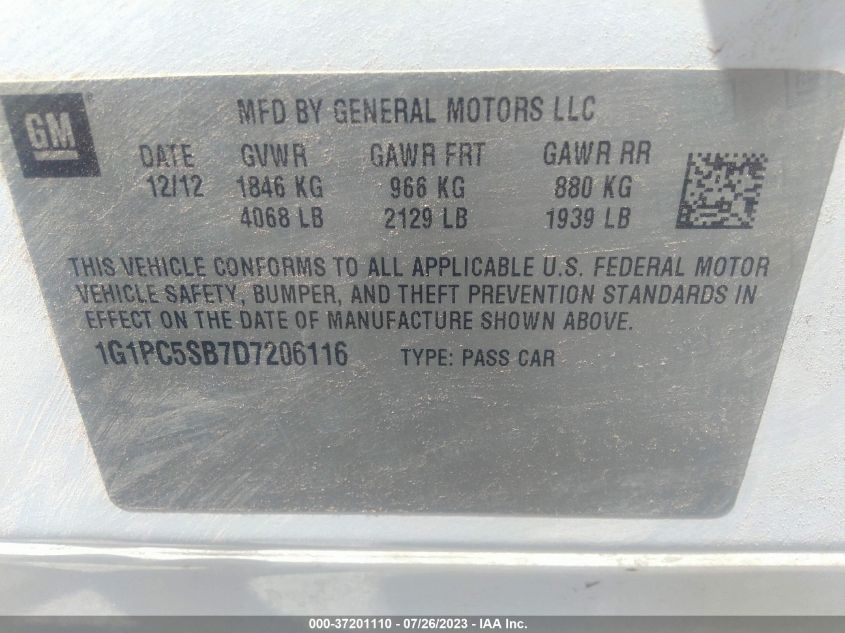 GM
MFD BY GENERAL MOTORS LLC
DATE GVWR GAWR FRT GAWR RR
12/12 1846 KG 966 KG 880 KG
4068 LB 2129 LB 1939 LB
THIS VEHICLE CONFORMS TO ALL APPLICABLE U.S. FEDERAL MOTOR
VEHICLE SAFETY, BUMPER, AND THEFT PREVENTION STANDARDS IN
EFFECT ON THE DATE OF MANUFACTURE SHOWN ABOVE.
1G1PC5SB7D7206116 TYPE: PASS CAR
000-37201110 - 07/26/2023 - IAA Inc.